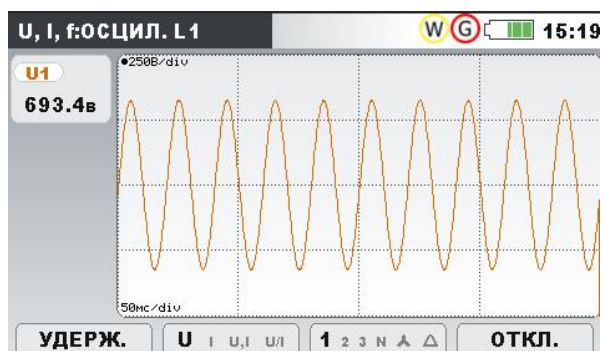 U, I, f:ОСЦИЛ. L1
W G 15:19
U1
693.4в
250В/div
50мс/div
УДЕРЖ.
U I U,I U/I
1 2 3 N
ОТКЛ.